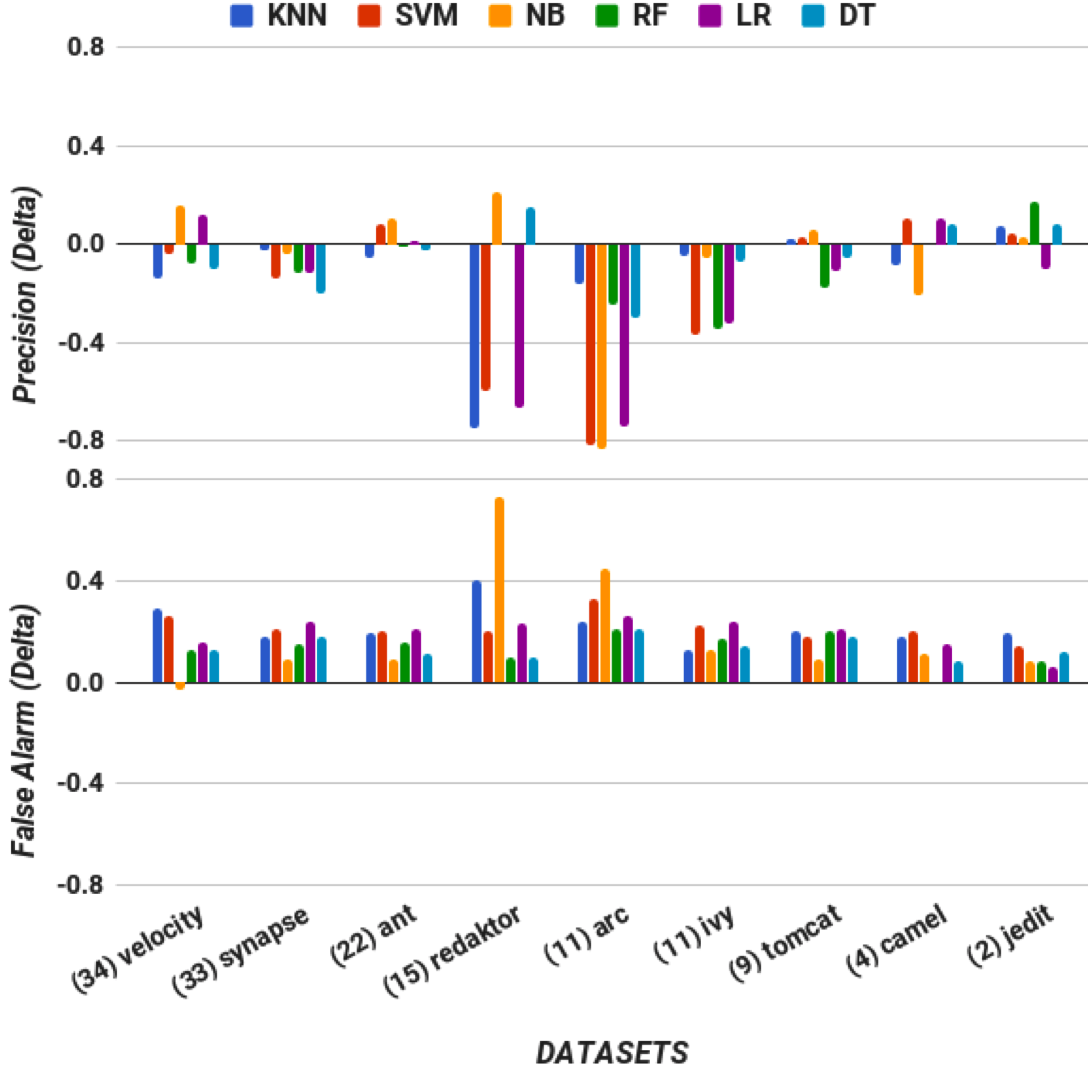 KNN SVM NB RF LR DT
Precision (Delta)
0.8
0.4
0.0
-0.4
-0.8
False Alarm (Delta)
0.8
0.4
0.0
-0.4
-0.8
(34) velocity (33) synapse (22) ant (15) redaktor (11) arc (11) ivy (9) tomcat (4) camel (2) jedit
DATASETS